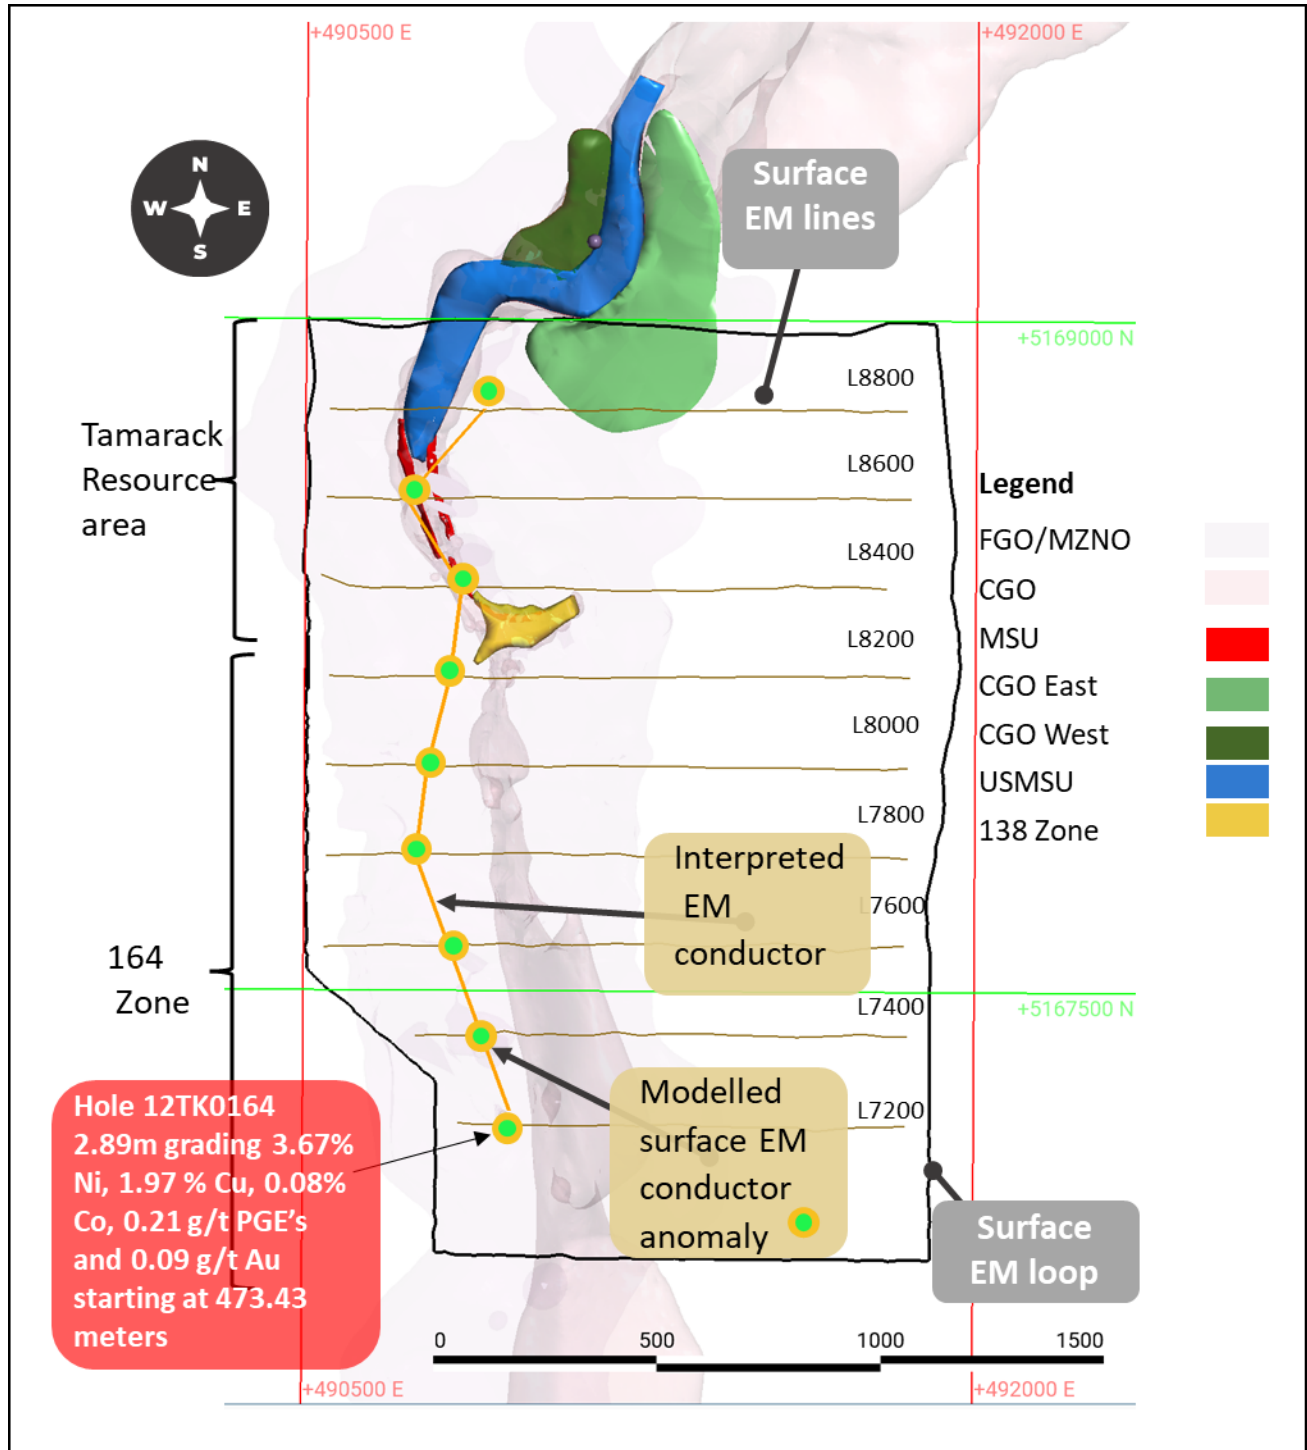 +490500 E
+492000 E
N
W
E
S
Surface
EM lines
+5169000 N
L8800
Tamarack
Resource
area
L8600
L8400
L8200
L8000
L7800
L7600
L7400
L7200
Legend
FGO/MZNO
CGO
MSU
CGO East
CGO West
USMSU
138 Zone
Interpreted
EM
conductor
164
Zone
+5167500 N
Hole 12TK0164
2.89m grading 3.67%
Ni, 1.97 % Cu, 0.08%
Co, 0.21 g/t PGE's
and 0.09 g/t Au
starting at 473.43
meters
Modelled
surface EM
conductor
anomaly
Surface
EM loop
0
500
1000
1500
+490500 E
+492000 E